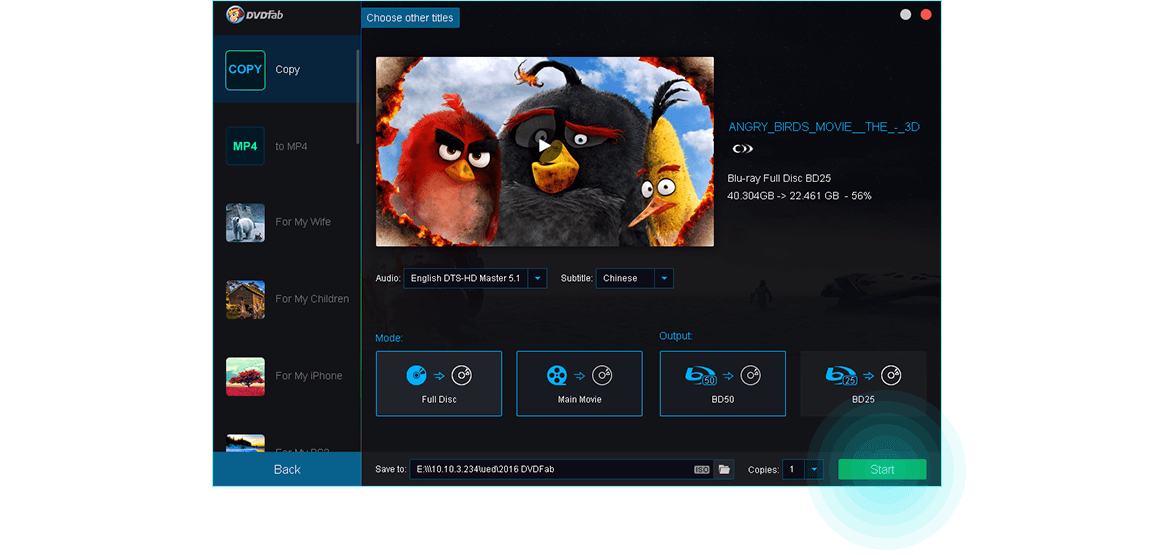 DVDFab
Choose other titles
COPY Copy
MP4 to MP4
For My Wife
For My Children
For My iPhone
Back
ANGRY_BIRDS_MOVIE__THE_-_3D
Blu-ray Full Disc BD25
40.304GB -> 22.461 GB - 56%
Audio: English DTS-HD Master 5.1 Subtitle: Chinese
Mode: Output:
50 25
Full Disc Main Movie BD50 BD25
Save to: E:\\\10.10.3.234\ued\2016 DVDFab ISO Copies: 1 Start